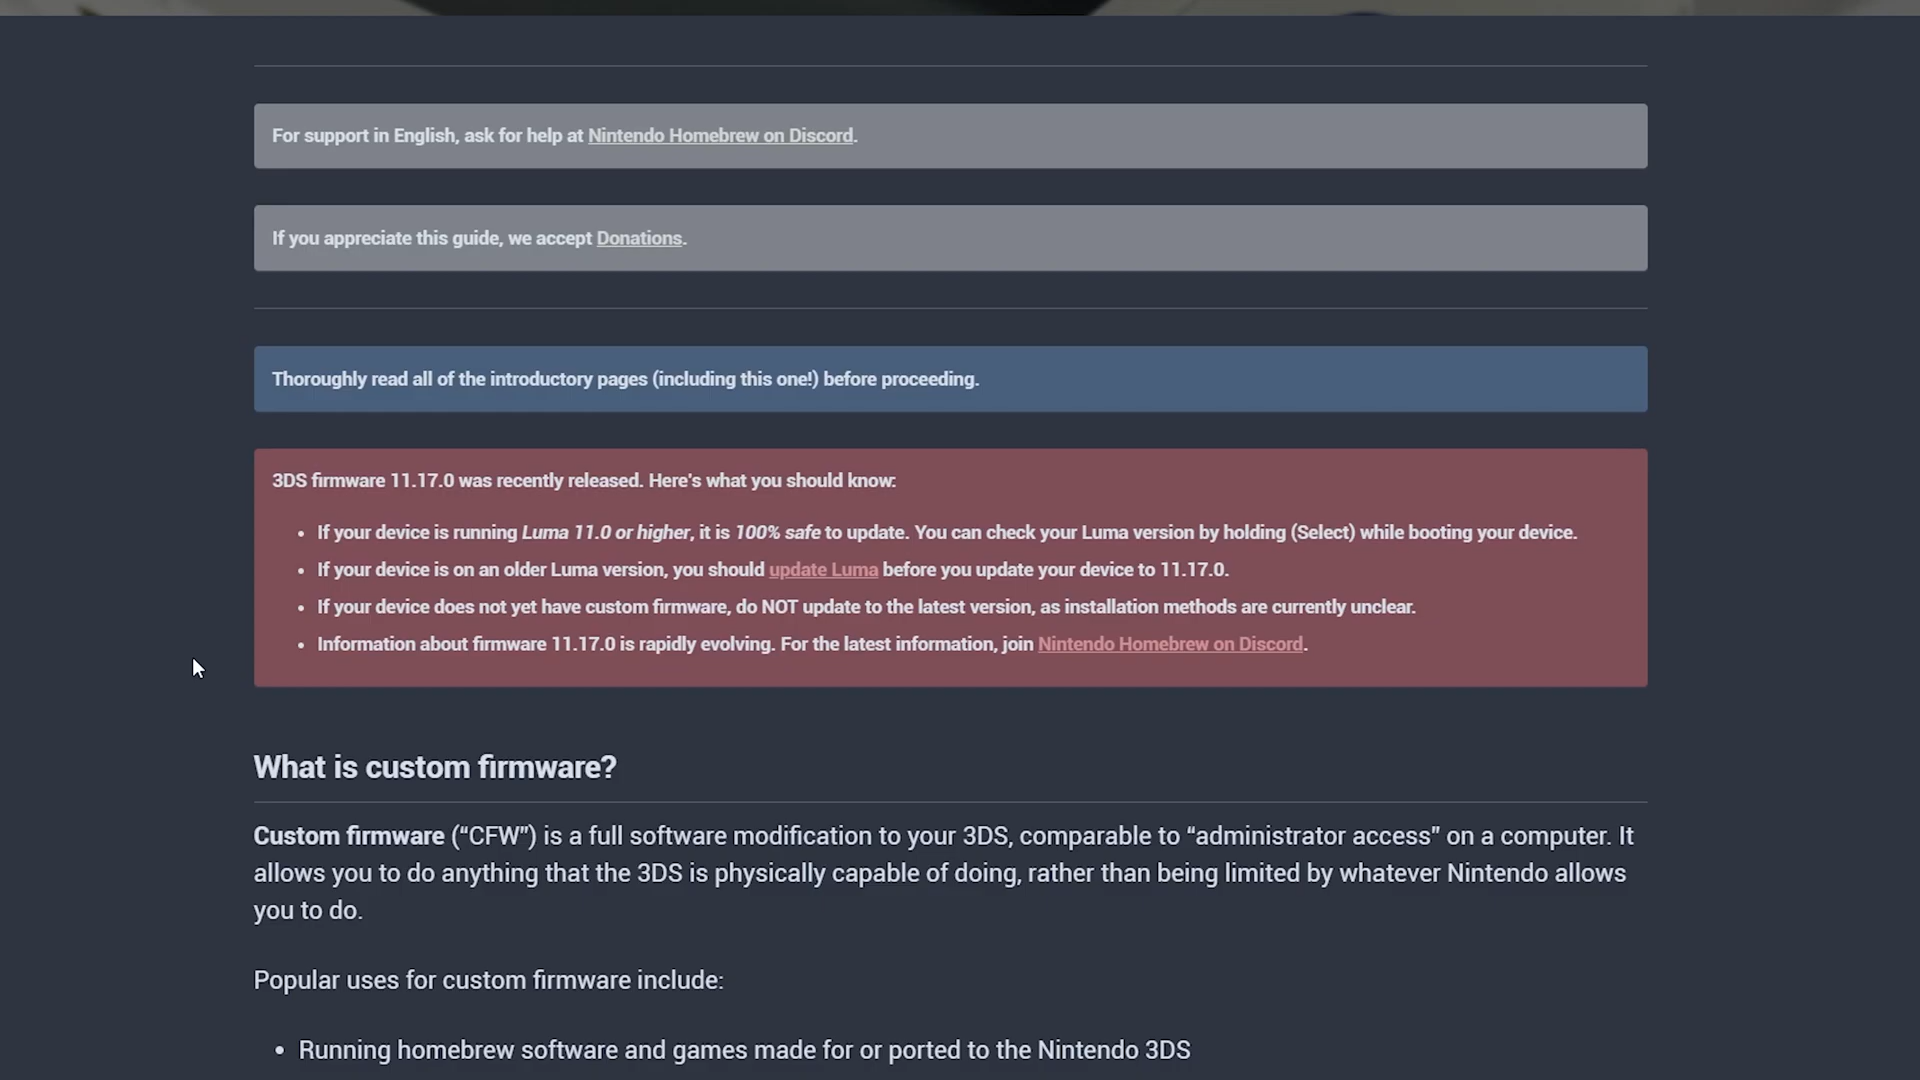 For support in English, ask for help at Nintendo Homebrew on Discord.
If you appreciate this guide, we accept Donations.
Thoroughly read all of the introductory pages (including this one!) before proceeding.
3DS firmware 11.17.0 was recently released. Here's what you should know:
• If your device is running Luma 11.0 or higher, it is 100% safe to update. You can check your Luma version by holding (Select) while booting your device.
• If your device is on an older Luma version, you should update Luma before you update your device to 11.17.0.
• If your device does not yet have custom firmware, do NOT update to the latest version, as installation methods are currently unclear.
• Information about firmware 11.17.0 is rapidly evolving. For the latest information, join Nintendo Homebrew on Discord.
What is custom firmware?
Custom firmware (“CFW”) is a full software modification to your 3DS, comparable to “administrator access” on a computer. It
allows you to do anything that the 3DS is physically capable of doing, rather than being limited by whatever Nintendo allows
you to do.
Popular uses for custom firmware include:
• Running homebrew software and games made for or ported to the Nintendo 3DS